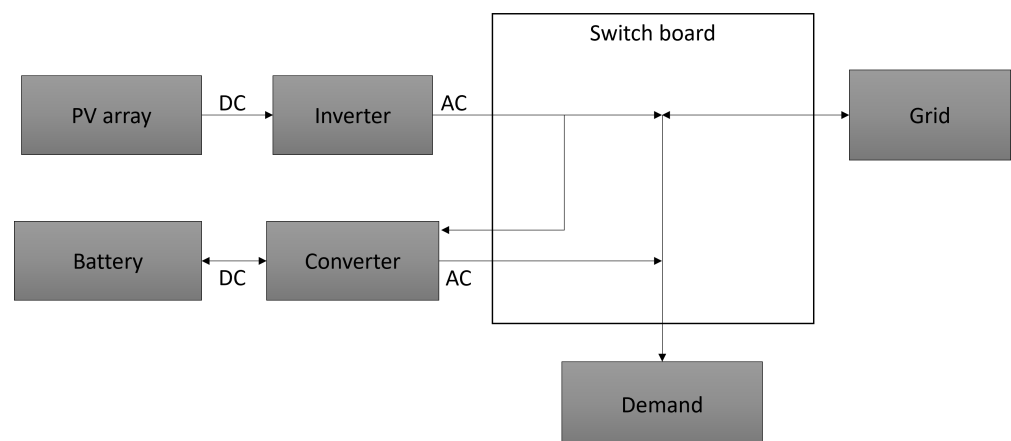 Switch board
PV array
DC
Inverter
AC
Grid
Battery
DC
Converter
AC
Demand